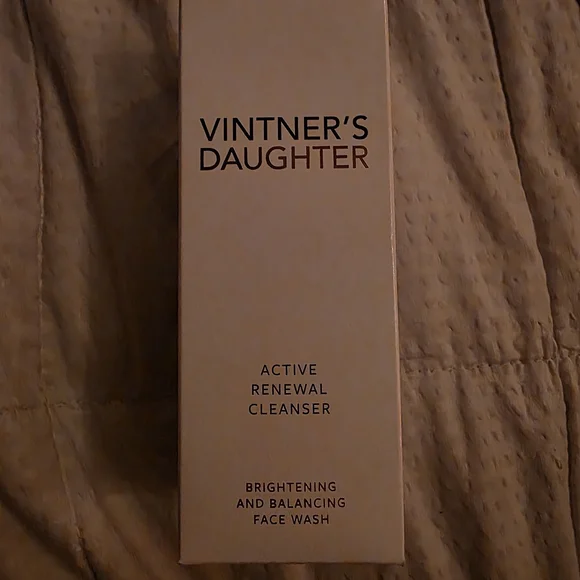 VINTNER'S
DAUGHTER
ACTIVE
RENEWAL
CLEANSER
BRIGHTENING
AND BALANCING
FACE WASH